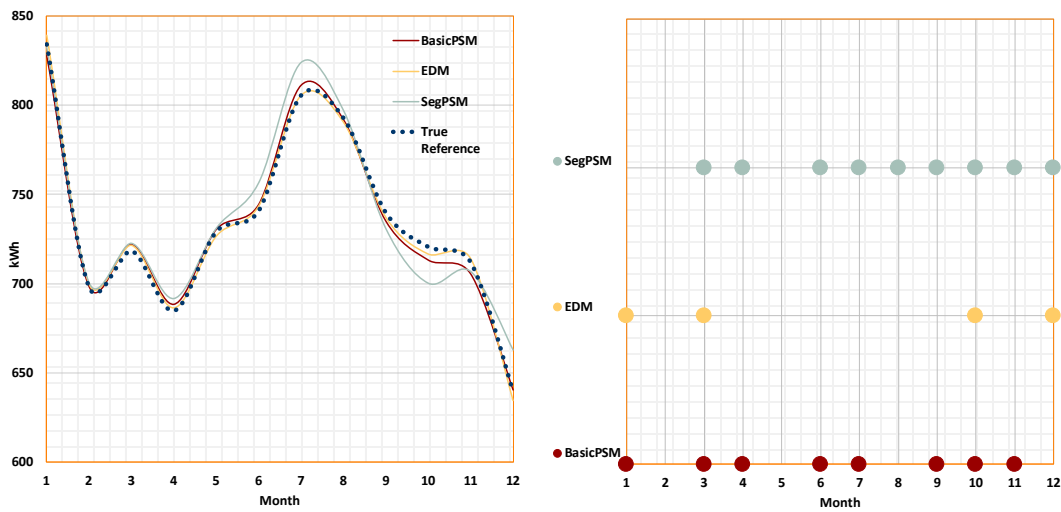 850
800
750
700
650
600
kWh
BasicPSM
EDM
SegPSM
True
Reference
1 2 3 4 5 6 7 8 9 10 11 12
Month
SegPSM
EDM
BasicPSM
1 2 3 4 5 6 7 8 9 10 11 12
Month